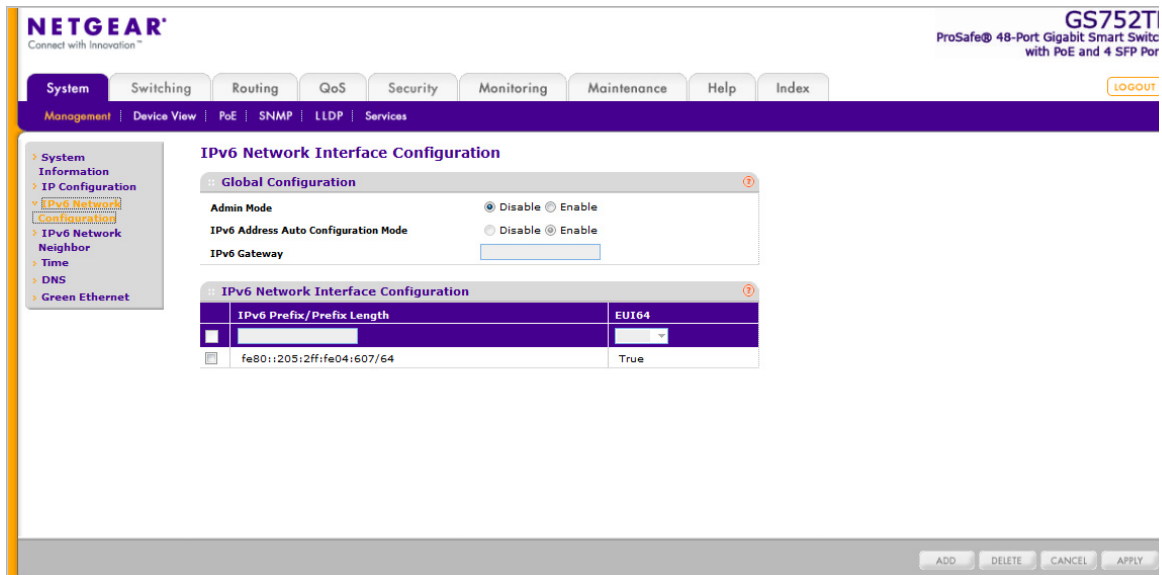 NETGEAR®
Connect with Innovation™
GS752T
ProSafe® 48-Port Gigabit Smart Switc
with PoE and 4 SFP Por
System Switching Routing QoS Security Monitoring Maintenance Help Index LOGOUT
Management Device View PoE SNMP LLDP Services
System
Information
IP Configuration
IPv6 Network
Configuration
IPv6 Network
Neighbor
Time
DNS
Green Ethernet
IPv6 Network Interface Configuration
Global Configuration
Admin Mode Disable Enable
IPv6 Address Auto Configuration Mode Disable Enable
IPv6 Gateway
IPv6 Network Interface Configuration
IPv6 Prefix/Prefix Length EUI64
fe80::205:2ff:fe04:607/64 True
ADD DELETE CANCEL APPLY